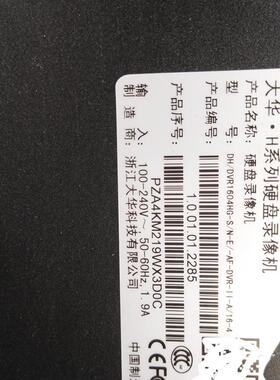 大华·H系列硬盘录像机
产品名称：硬盘录像机
型号：DH/DVR1604HG-S/N-E//AF-DVR-II-A/16-4
产品编号：1.0.01.01.2285
产品序号：PZA4KM219WX3D0C
输入：100-240V~，50-60Hz，1.9A
制造商：浙江大华科技有限公司
中国制
CE FC